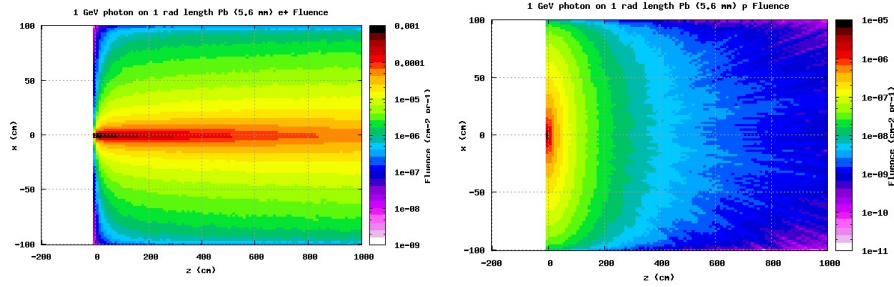 1 GeV photon on 1 rad length Pb (5,6 mm) e+ Fluence
100
50
0
-50
-100
x (cm)
-200
0
200
400
600
800
1000
z (cm)
0,001
0,0001
1e-05
1e-06
1e-07
1e-08
1e-09
Fluence (cm-2 pr-1)
1 GeV photon on 1 rad length Pb (5,6 mm) p Fluence
100
50
0
-50
-100
x (cm)
-200
0
200
400
600
800
1000
z (cm)
1e-05
1e-06
1e-07
1e-08
1e-09
1e-10
1e-11
Fluence (cm-2 pr-1)